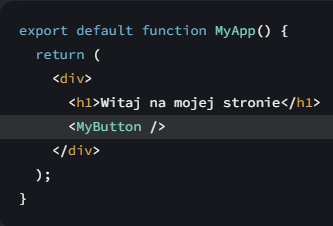 export default function MyApp() {
  return (
    <div>
      <h1>Witaj na mojej stronie</h1>
      <MyButton />
    </div>
  );
}